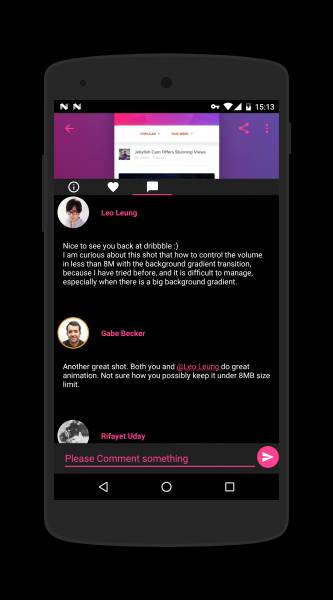 15:13
POPULAR
THIS WEEK
Jellyfish Cam Offers Stunning Views
Leo Leung
Nice to see you back at dribbble :)
I am curious about this shot that how to control the volume
in less than 8M with the background gradient transition,
because I have tried before, and it is difficult to manage,
especially when there is a big background gradient.
Gabe Becker
Another great shot. Both you and @Leo Leung do great
animation. Not sure how you possibly keep it under 8MB size
limit.
Rifayet Uday
Please Comment something